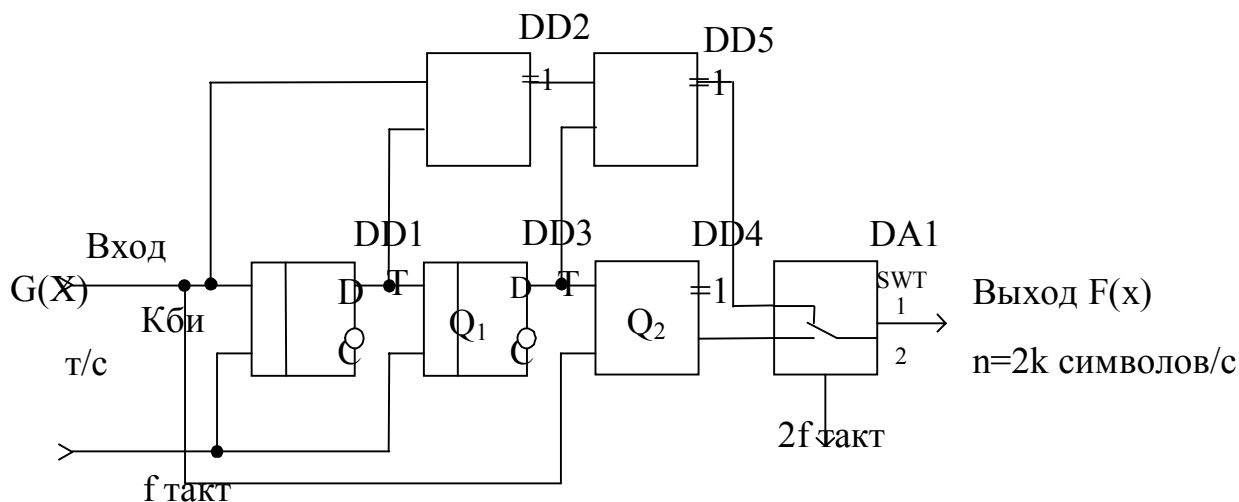 DD2
DD5
=1
=1
DD1
DD3
DD4
DA1
Вход
G(X)
Кби
т/с
D
T
C
Q1
D
T
C
Q2
=1
SWT
1
2
Выход F(x)
n=2k символов/с
2f такт
f такт